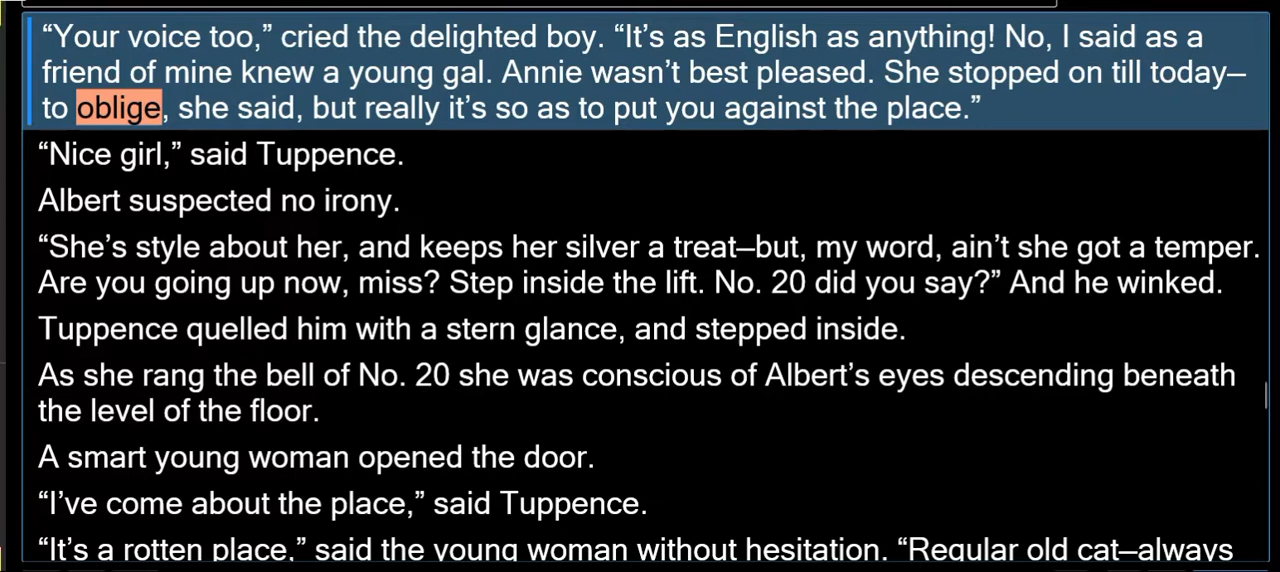 “Your voice too,” cried the delighted boy. “It’s as English as anything! No, I said as a
friend of mine knew a young gal. Annie wasn’t best pleased. She stopped on till today—
to oblige, she said, but really it’s so as to put you against the place.”
“Nice girl,” said Tuppence.
Albert suspected no irony.
“She’s style about her, and keeps her silver a treat—but, my word, ain’t she got a temper.
Are you going up now, miss? Step inside the lift. No. 20 did you say?” And he winked.
Tuppence quelled him with a stern glance, and stepped inside.
As she rang the bell of No. 20 she was conscious of Albert’s eyes descending beneath
the level of the floor.
A smart young woman opened the door.
“I’ve come about the place,” said Tuppence.
“It’s a rotten place,” said the young woman without hesitation. “Regular old cat—always